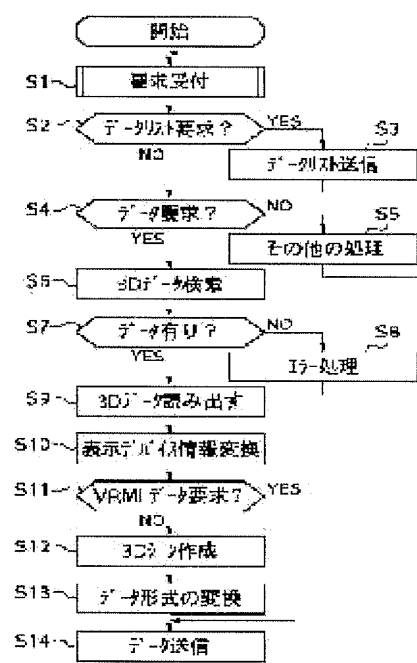 開始
S1 要求受付
S2 データリスト要求？ YES
S3
NO
データリスト送信
S4 データ要求？ NO
YES
S5
その他の処理
S6 3Dデータ検索
S7 データ有り？ NO
YES
S8
エラー処理
S9 3Dデータ読み出す
S10 表示デバイス情報変換
S11 VRMLデータ要求？ YES
NO
S12 3Dデータ作成
S13 データ形式の変換
S14 データ送信